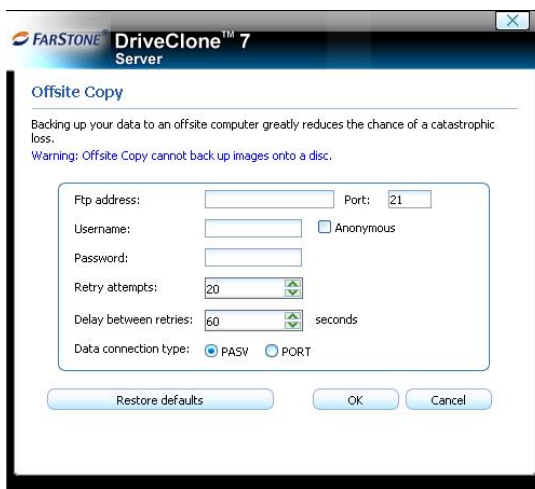 FARSTONE® DriveClone™ 7
Server
Offsite Copy
Backing up your data to an offsite computer greatly reduces the chance of a catastrophic
loss.
Warning: Offsite Copy cannot back up images onto a disc.
Ftp address: Port: 21
Username: Anonymous
Password:
Retry attempts: 20
Delay between retries: 60 seconds
Data connection type: PASV PORT
Restore defaults OK Cancel